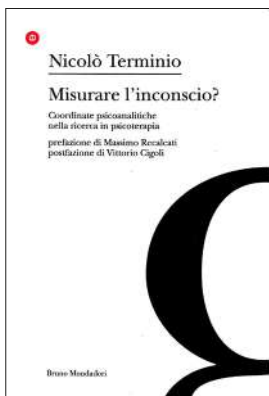 Nicolò Terminio
Misurare l'inconscio?
Coordinate psicoanalitiche
nella ricerca in psicoterapia
prefazione di Massimo Recalcati
postfazione di Vittorio Cigoli
Bruno Mondadori